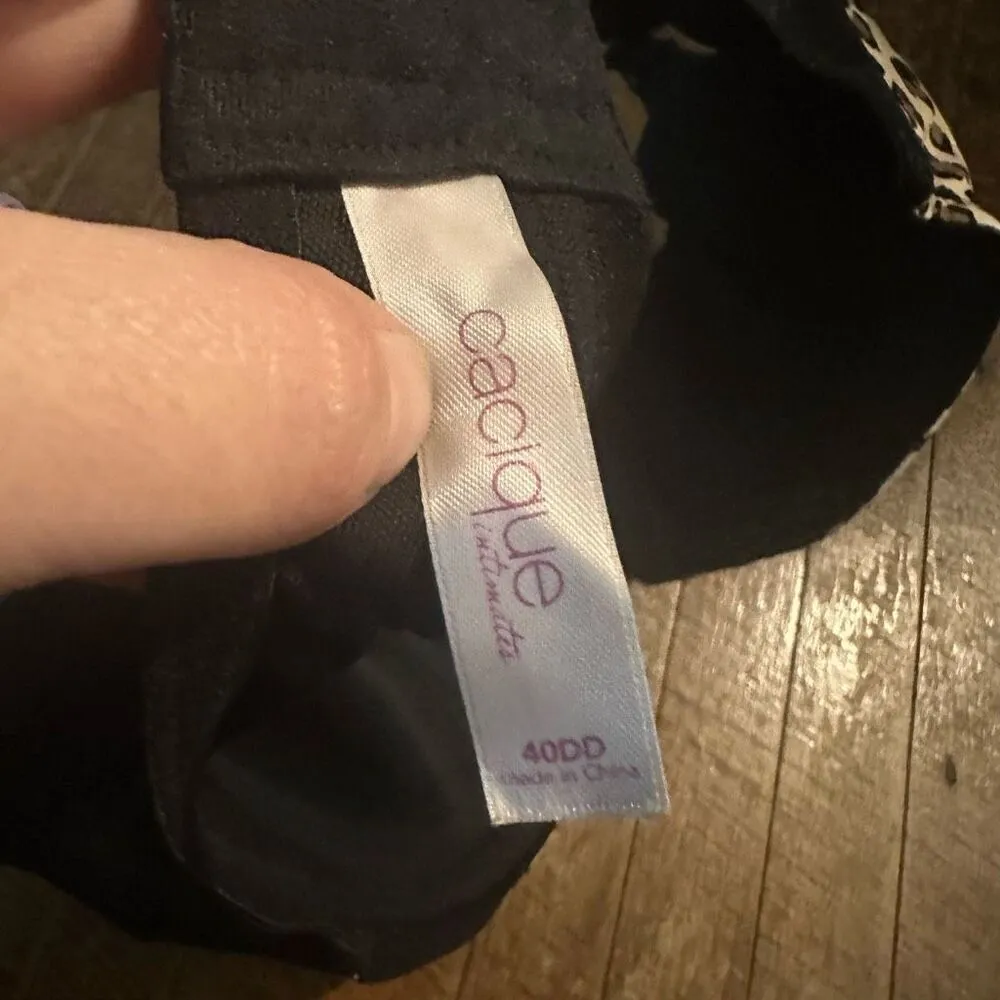 cacique
intimates
40DD
Made in China